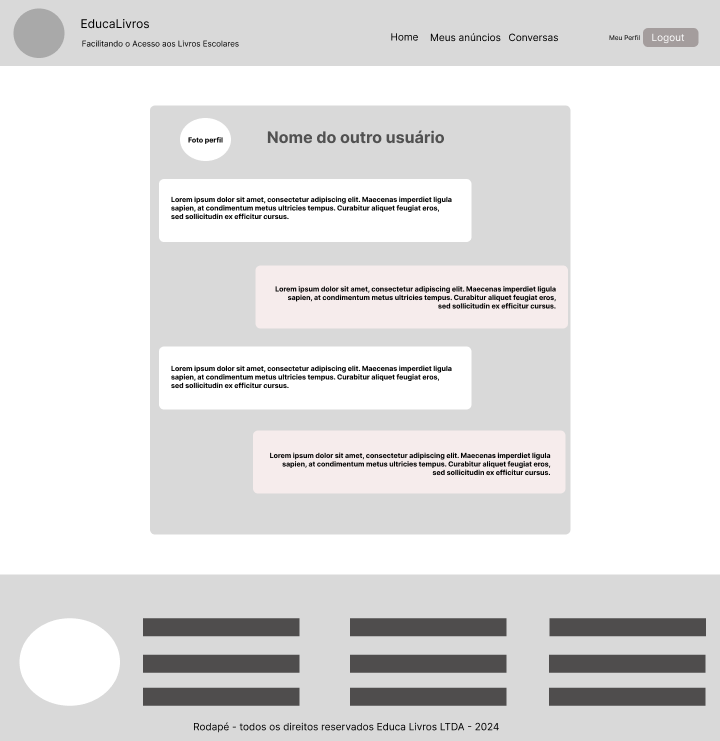 EducaLivros
Facilitando o Acesso aos Livros Escolares
Home Meus anúncios Conversas
Meu Perfil Logout
Foto perfil
Nome do outro usuário
Lorem ipsum dolor sit amet, consectetur adipiscing elit. Maecenas imperdiet ligula
sapien, at condimentum metus ultricies tempus. Curabitur aliquet feugiat eros,
sed sollicitudin ex efficitur cursus.
Lorem ipsum dolor sit amet, consectetur adipiscing elit. Maecenas imperdiet ligula
sapien, at condimentum metus ultricies tempus. Curabitur aliquet feugiat eros,
sed sollicitudin ex efficitur cursus.
Lorem ipsum dolor sit amet, consectetur adipiscing elit. Maecenas imperdiet ligula
sapien, at condimentum metus ultricies tempus. Curabitur aliquet feugiat eros,
sed sollicitudin ex efficitur cursus.
Lorem ipsum dolor sit amet, consectetur adipiscing elit. Maecenas imperdiet ligula
sapien, at condimentum metus ultricies tempus. Curabitur aliquet feugiat eros,
sed sollicitudin ex efficitur cursus.
Rodapé - todos os direitos reservados Educa Livros LTDA - 2024